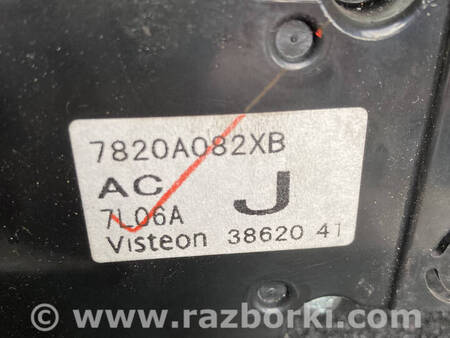 7820A082XB
AC J
7L06A
Visteon 38620 41
© www.razborki.com